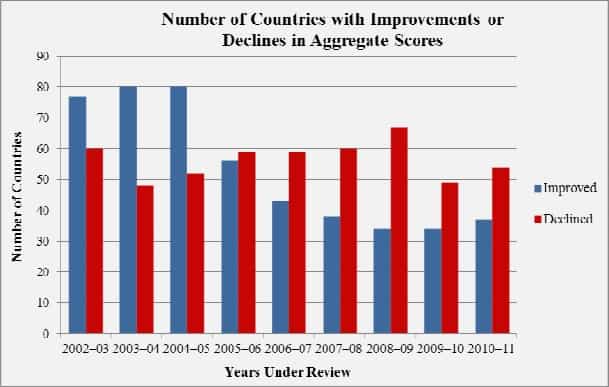 Number of Countries with Improvements or
Declines in Aggregate Scores
90
80
70
60
50
40
30
20
10
0
Number of Countries
2002–03 2003–04 2004–05 2005–06 2006–07 2007–08 2008–09 2009–10 2010–11
Years Under Review
Improved
Declined